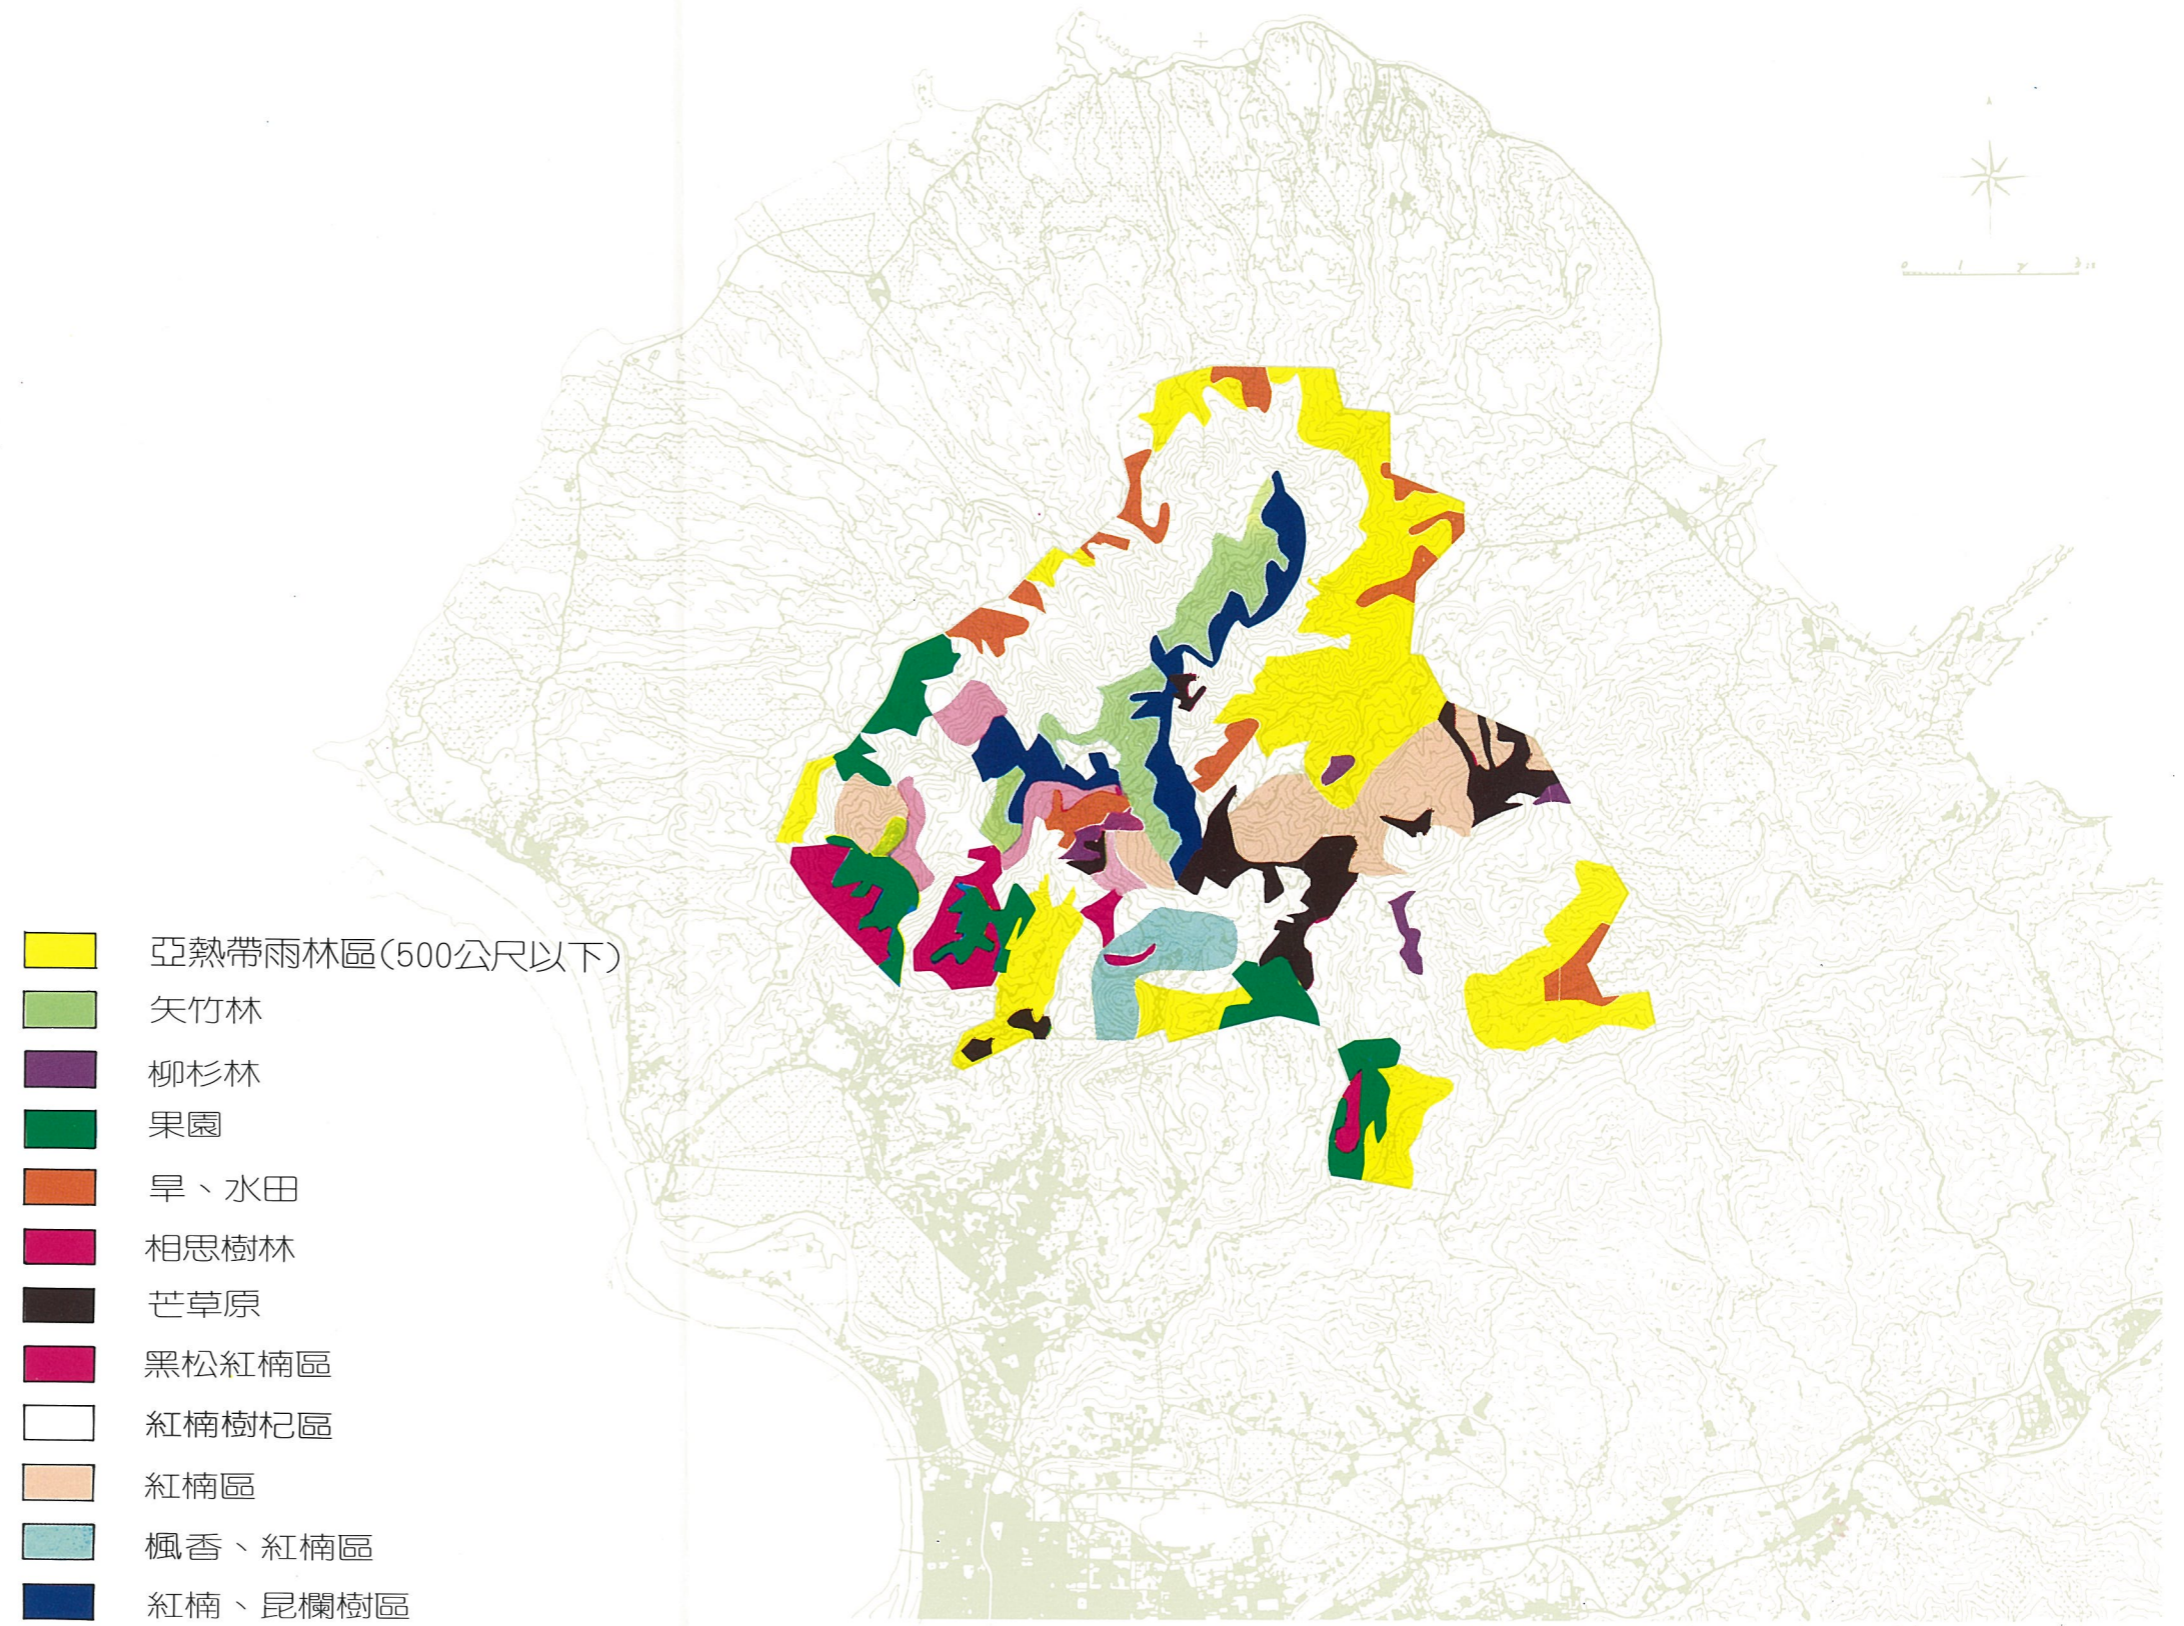 亞熱帶雨林區(500公尺以下)
矢竹林
柳杉林
果園
旱、水田
相思樹林
芒草原
黑松紅楠區
紅楠樹杞區
紅楠區
楓香、紅楠區
紅楠、昆欄樹區